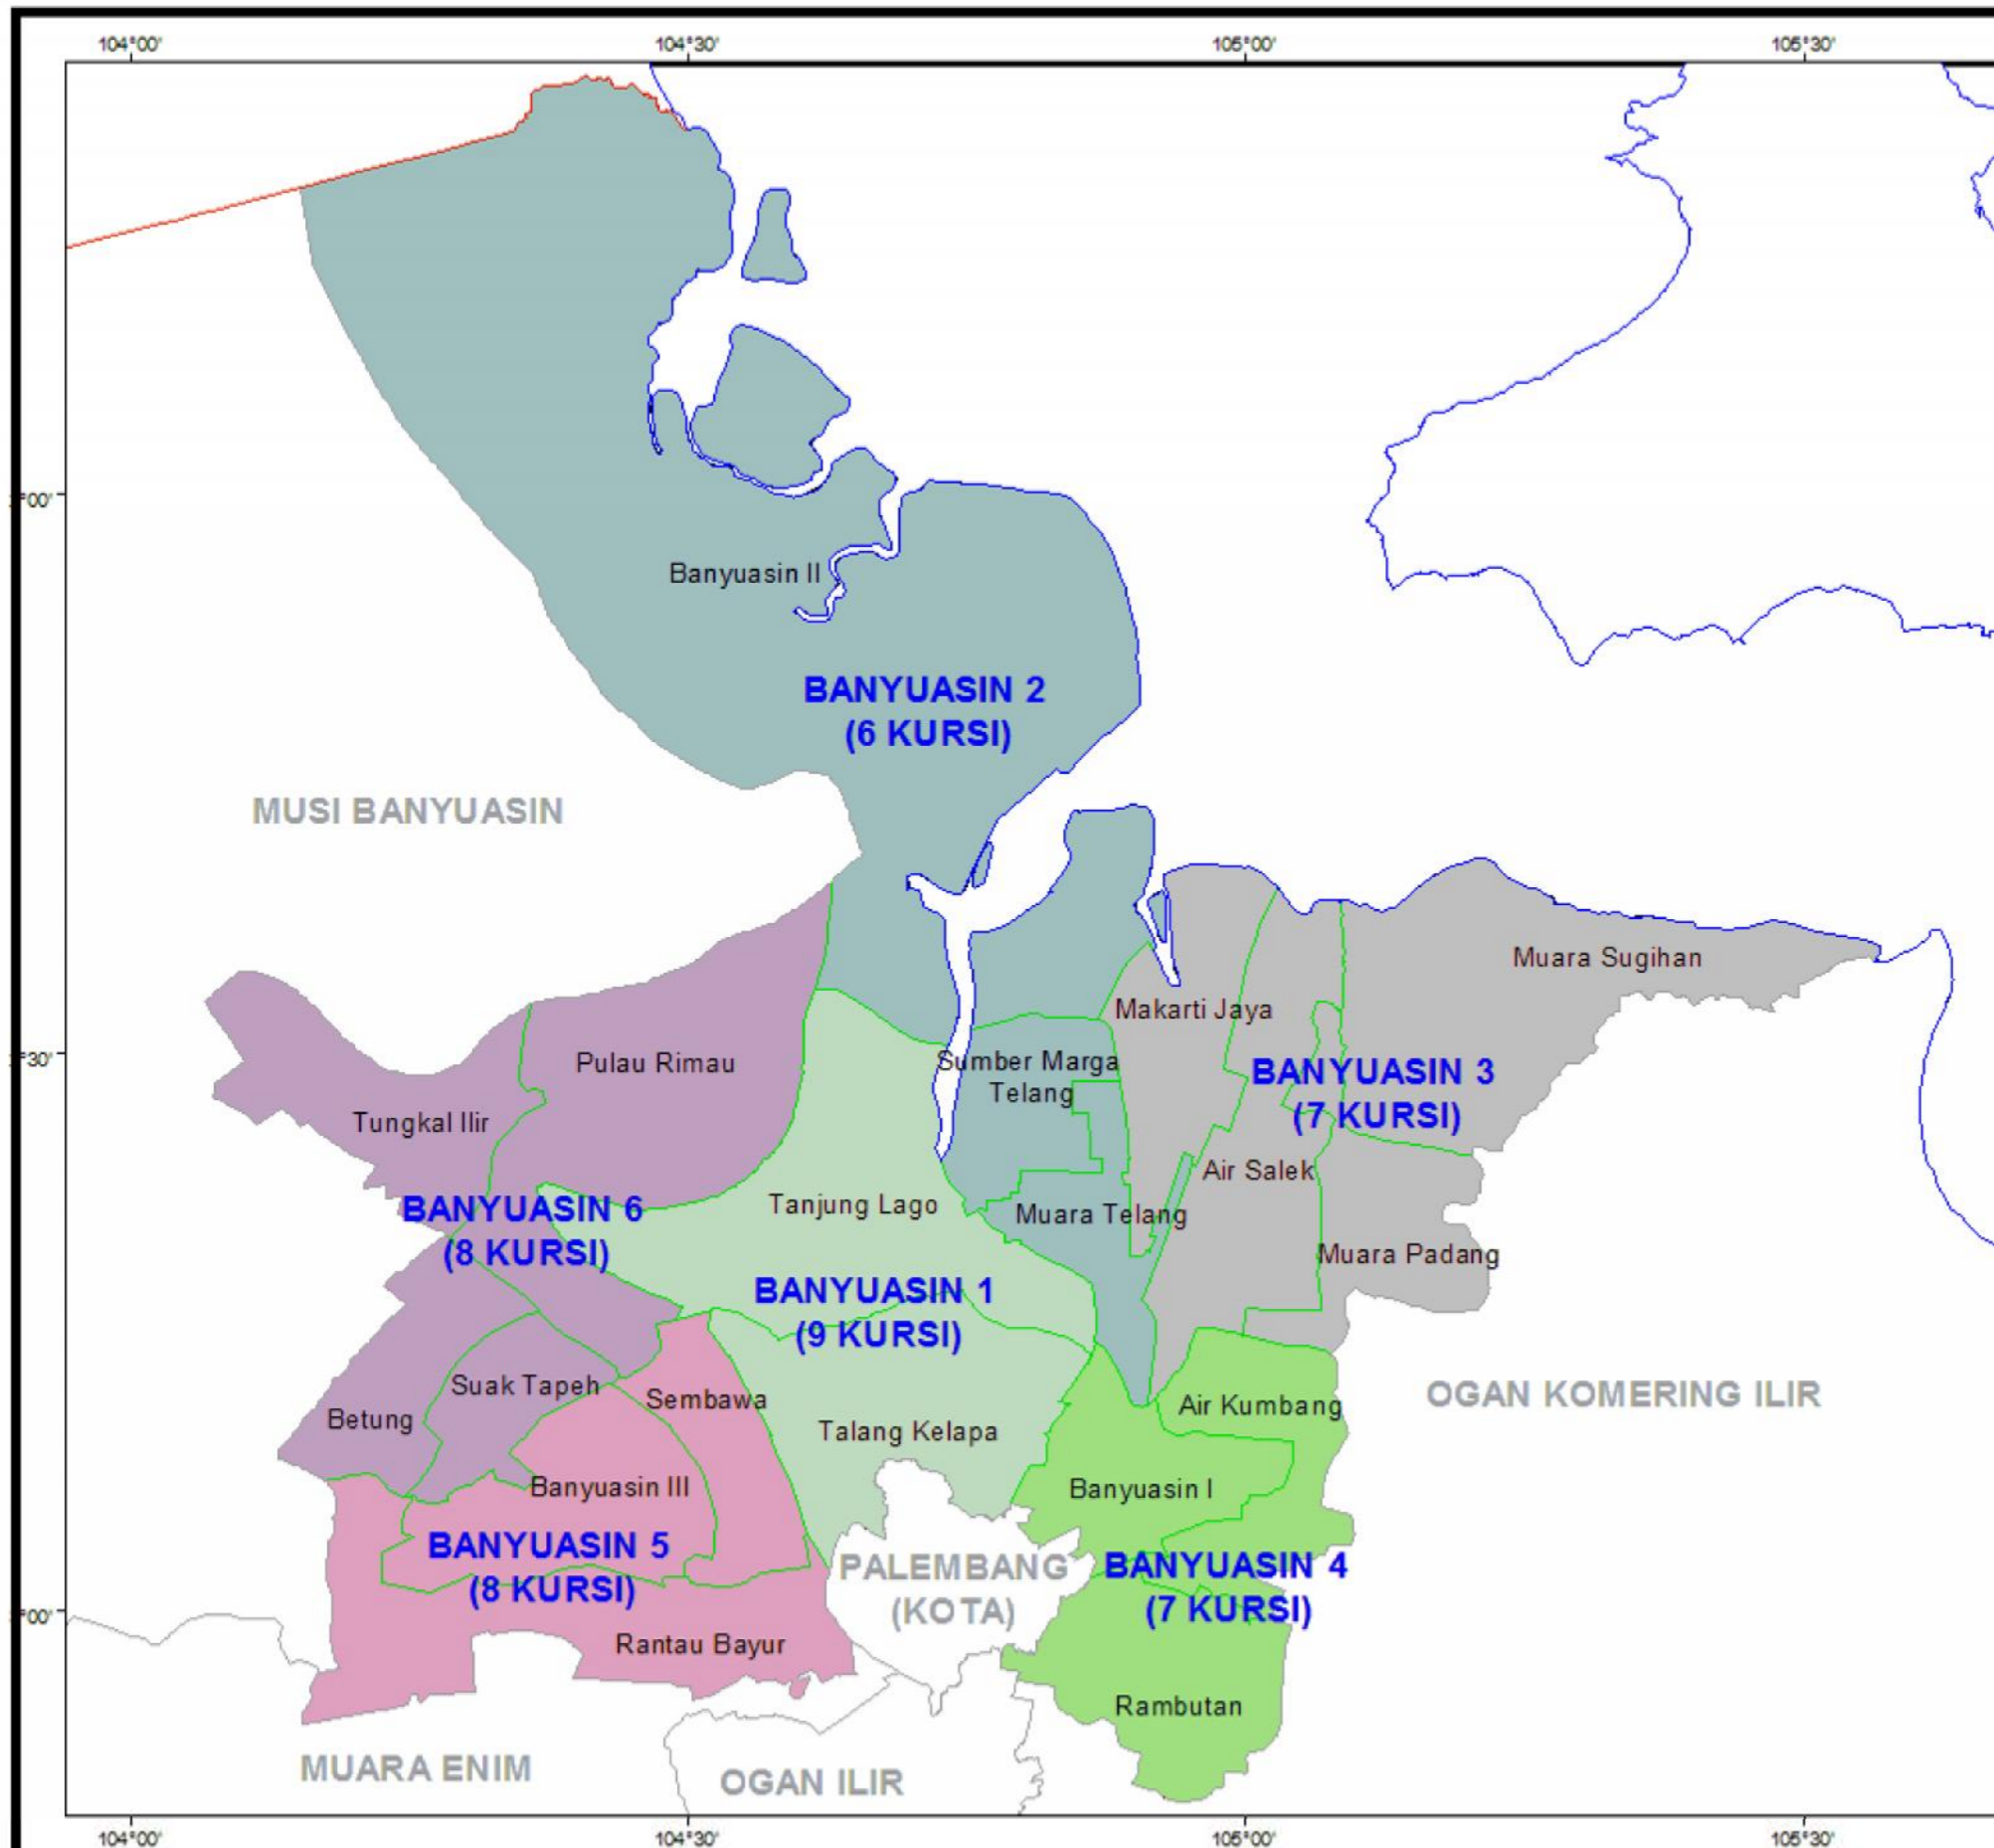 104°00' 104°30' 105°00' 105°30'
°00'
Banyuasin II
BANYUASIN 2
(6 KURSI)
MUSI BANYUASIN
Muara Sugihan
Makarti Jaya
°30'
Pulau Rimau
Sumber Marga
Telang
BANYUASIN 3
(7 KURSI)
Tungkal Ilir
Air Salek
BANYUASIN 6
(8 KURSI)
Tanjung Lago
Muara Telang
Muara Padang
BANYUASIN 1
(9 KURSI)
Suak Tapeh
Sembawa
Betung
Talang Kelapa
Air Kumbang
OGAN KOMERING ILIR
Banyuasin III
Banyuasin I
BANYUASIN 5
(8 KURSI)
PALEMBANG
(KOTA)
BANYUASIN 4
(7 KURSI)
°00'
Rantau Bayur
Rambutan
MUARA ENIM
OGAN ILIR
104°00' 104°30' 105°00' 105°30'